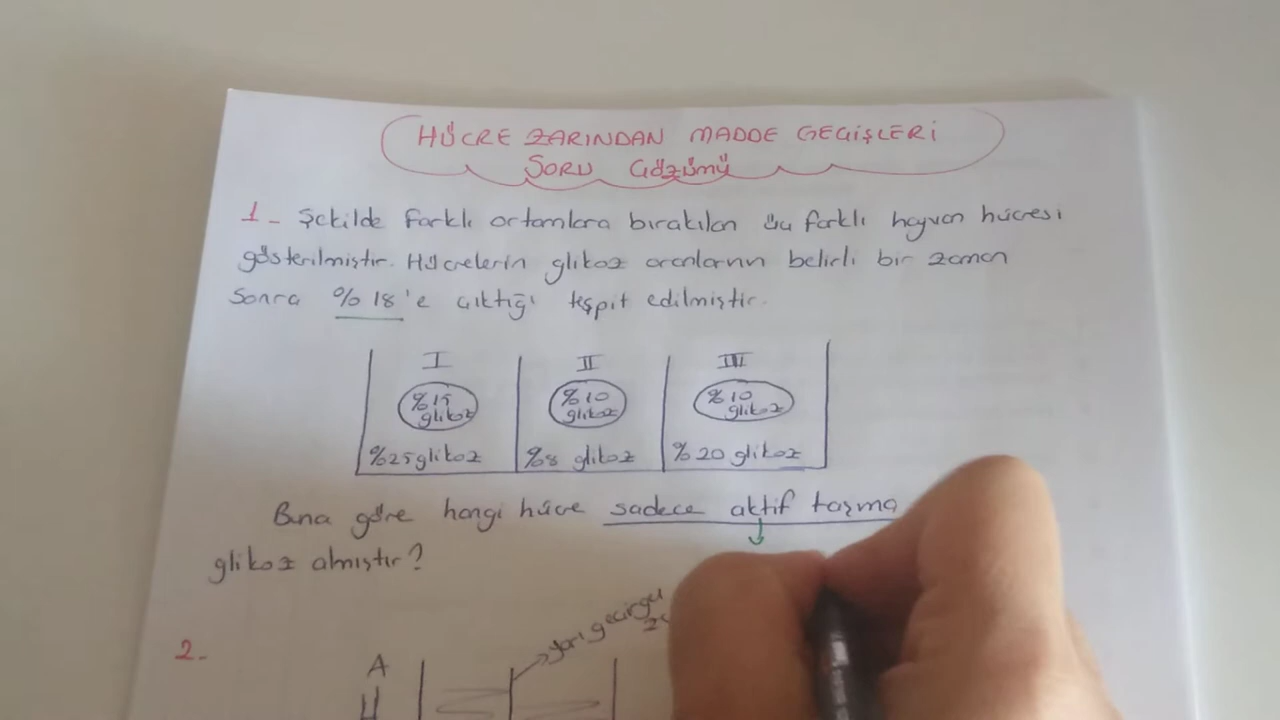 HÜCRE ZARINDAN MADDE GEÇİŞLERİ
SORU ÇÖZÜMÜ
1- Şekilde farklı ortamlara bırakılan üç farklı hayvan hücresi
gösterilmiştir. Hücrelerin glikoz oranlarının belirli bir zaman
sonra %18'e çıktığı tespit edilmiştir.
I II III
%15 glikoz %10 glikoz %10 glikoz
%25 glikoz %8 glikoz %20 glikoz
Buna göre hangi hücre sadece aktif taşıma
glikoz almıştır?
yarı geçirge
2-
A